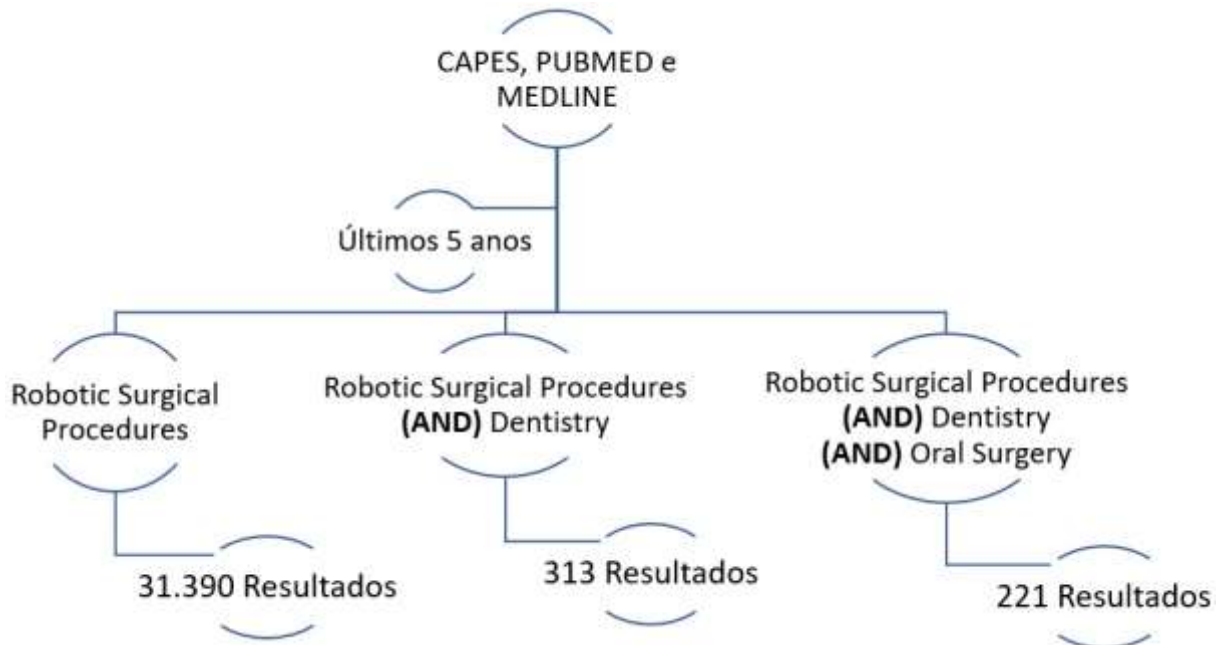 CAPES, PUBMED e
MEDLINE
Últimos 5 anos
Robotic Surgical
Procedures
Robotic Surgical Procedures
(AND) Dentistry
Robotic Surgical Procedures
(AND) Dentistry
(AND) Oral Surgery
31.390 Resultados
313 Resultados
221 Resultados